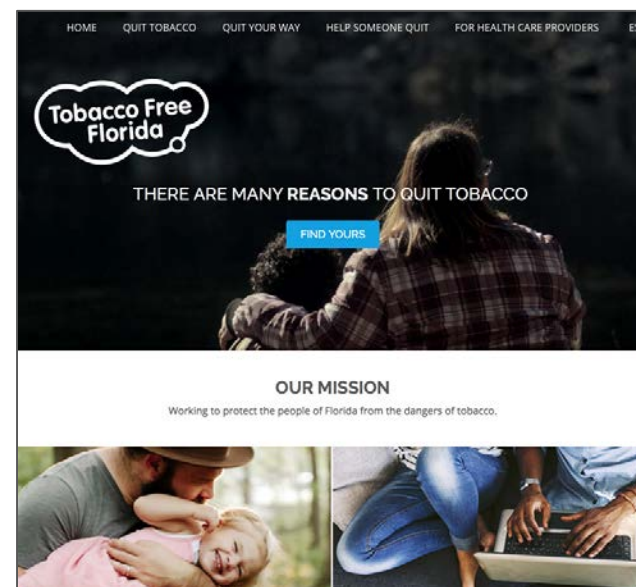 HOME QUIT TOBACCO QUIT YOUR WAY HELP SOMEONE QUIT FOR HEALTH CARE PROVIDERS
Tobacco Free
Florida
THERE ARE MANY REASONS TO QUIT TOBACCO
FIND YOURS
OUR MISSION
Working to protect the people of Florida from the dangers of tobacco.